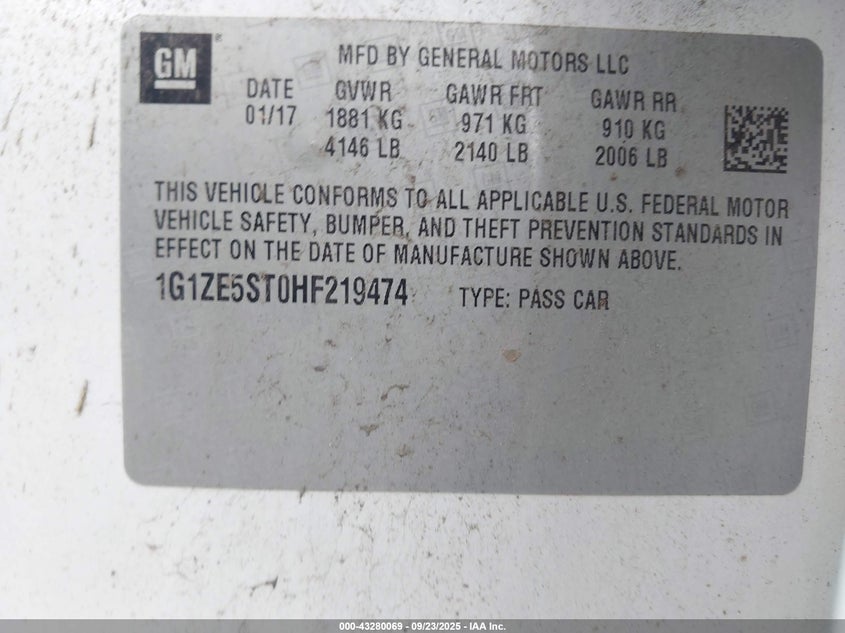 GM
MFD BY GENERAL MOTORS LLC
DATE GVWR GAWR FRT GAWR RR
01/17 1881 KG 971 KG 910 KG
4146 LB 2140 LB 2006 LB
THIS VEHICLE CONFORMS TO ALL APPLICABLE U.S. FEDERAL MOTOR
VEHICLE SAFETY, BUMPER, AND THEFT PREVENTION STANDARDS IN
EFFECT ON THE DATE OF MANUFACTURE SHOWN ABOVE.
1G1ZE5ST0HF219474 TYPE: PASS CAR
000-43280069 - 09/23/2025 - IAA Inc.